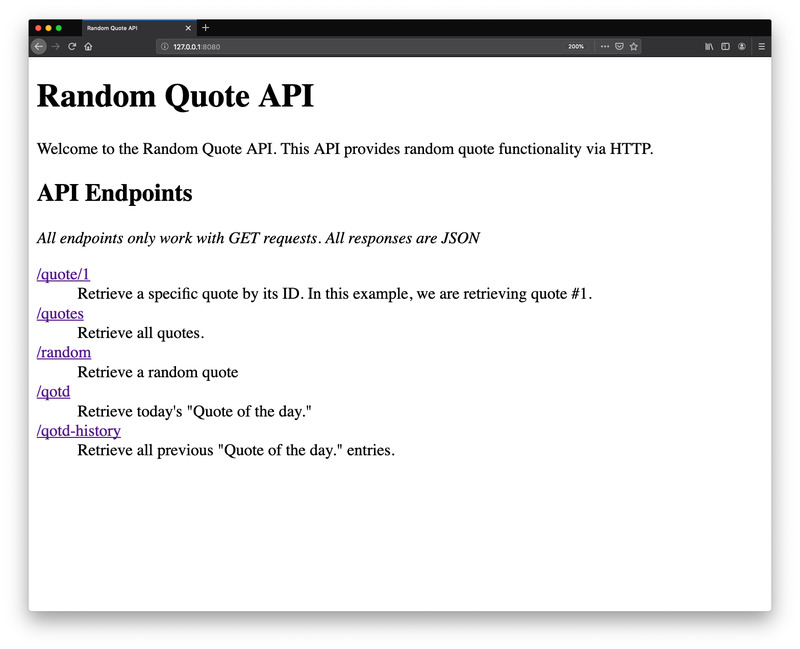 Random Quote API
127.0.0.1:8080
200%
Random Quote API
Welcome to the Random Quote API. This API provides random quote functionality via HTTP.
API Endpoints
All endpoints only work with GET requests. All responses are JSON
/quote/1
Retrieve a specific quote by its ID. In this example, we are retrieving quote #1.
/quotes
Retrieve all quotes.
/random
Retrieve a random quote
/qotd
Retrieve today's "Quote of the day."
/qotd-history
Retrieve all previous "Quote of the day." entries.